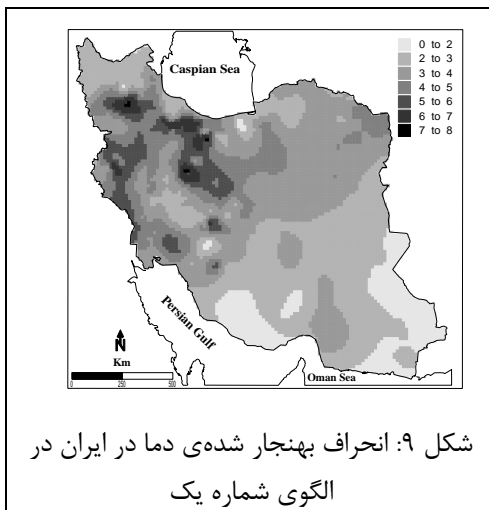 Caspian Sea
0 to 2
2 to 3
3 to 4
4 to 5
5 to 6
6 to 7
7 to 8
Persian Gulf
N
Km
0 250 500
Oman Sea
شکل ۹: انحراف بهنجار شده‌ی دما در ایران در
الگوی شماره یک